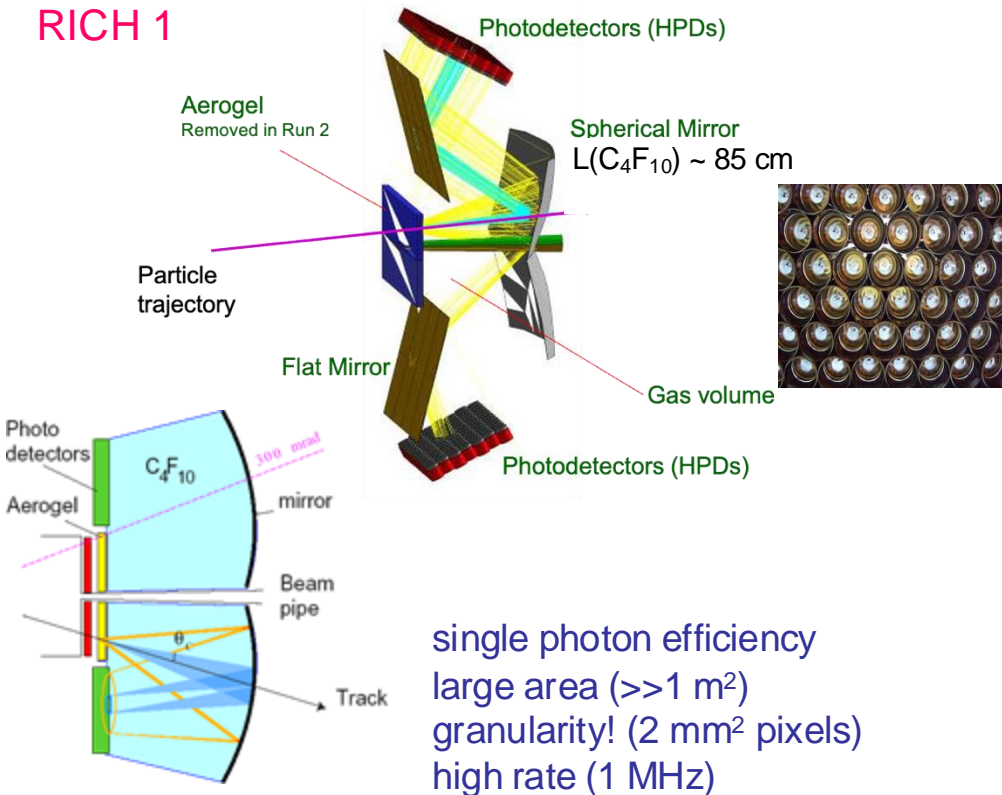 RICH 1
Photodetectors (HPDs)
Aerogel
Removed in Run 2
Spherical Mirror
L(C₄F₁₀) ~ 85 cm
Particle
trajectory
Flat Mirror
Gas volume
Photodetectors (HPDs)
Photo
detectors
C₄F₁₀
300 mrad
Aerogel
mirror
Beam
pipe
θc
Track
single photon efficiency
large area (>>1 m²)
granularity! (2 mm² pixels)
high rate (1 MHz)